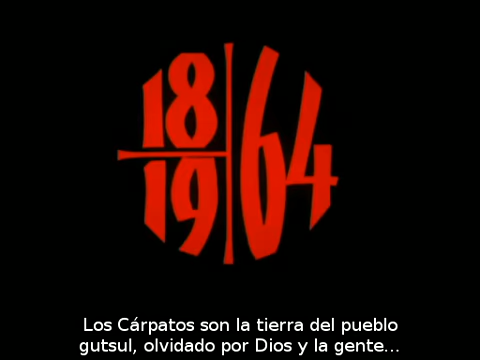 18
64
19
Los Cárpatos son la tierra del pueblo
gutsul, olvidado por Dios y la gente...